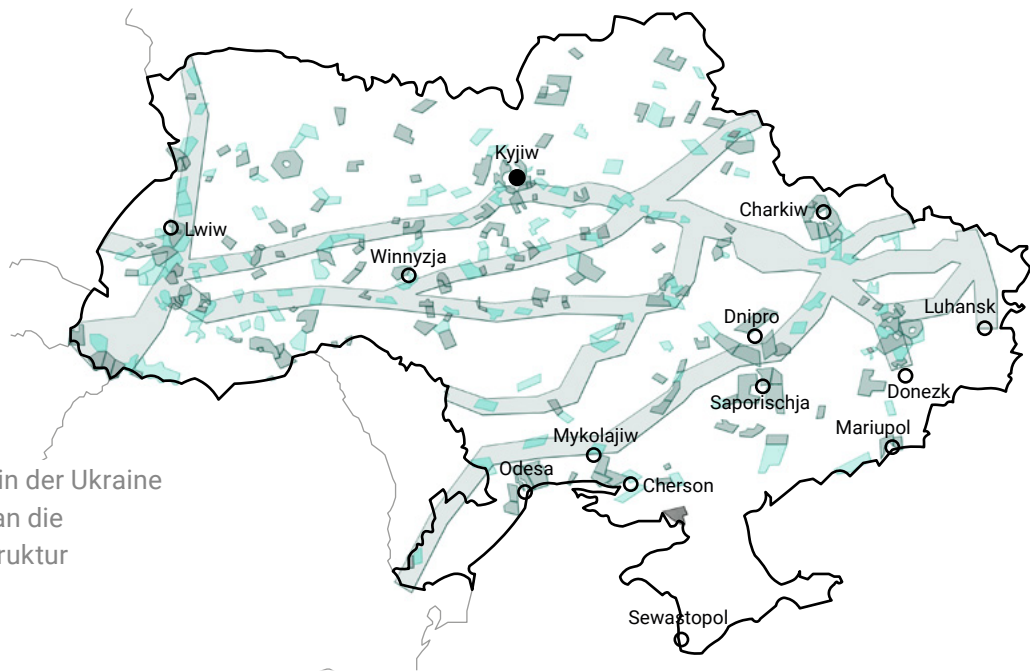 Kyjiw
Charkiw
Lwiw
Winnyzja
Luhansk
Dnipro
Donezk
Saporischja
Mariupol
Mykolajiw
Odesa
Cherson
in der Ukraine
an die
ruktur
Sewastopol